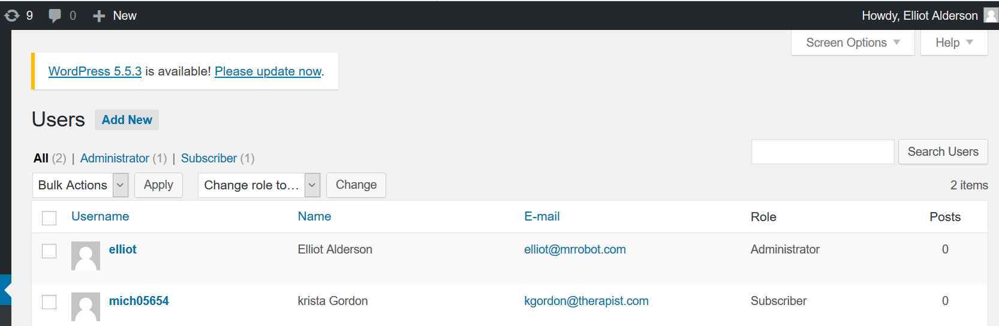 9 0 New Howdy, Elliot Alderson
Screen Options Help
WordPress 5.5.3 is available! Please update now.
Users Add New
All (2) | Administrator (1) | Subscriber (1)
Search Users
Bulk Actions Apply Change role to... Change 2 items
Username Name E-mail Role Posts
elliot Elliot Alderson elliot@mrrobot.com Administrator 0
mich05654 krista Gordon kgordon@therapist.com Subscriber 0